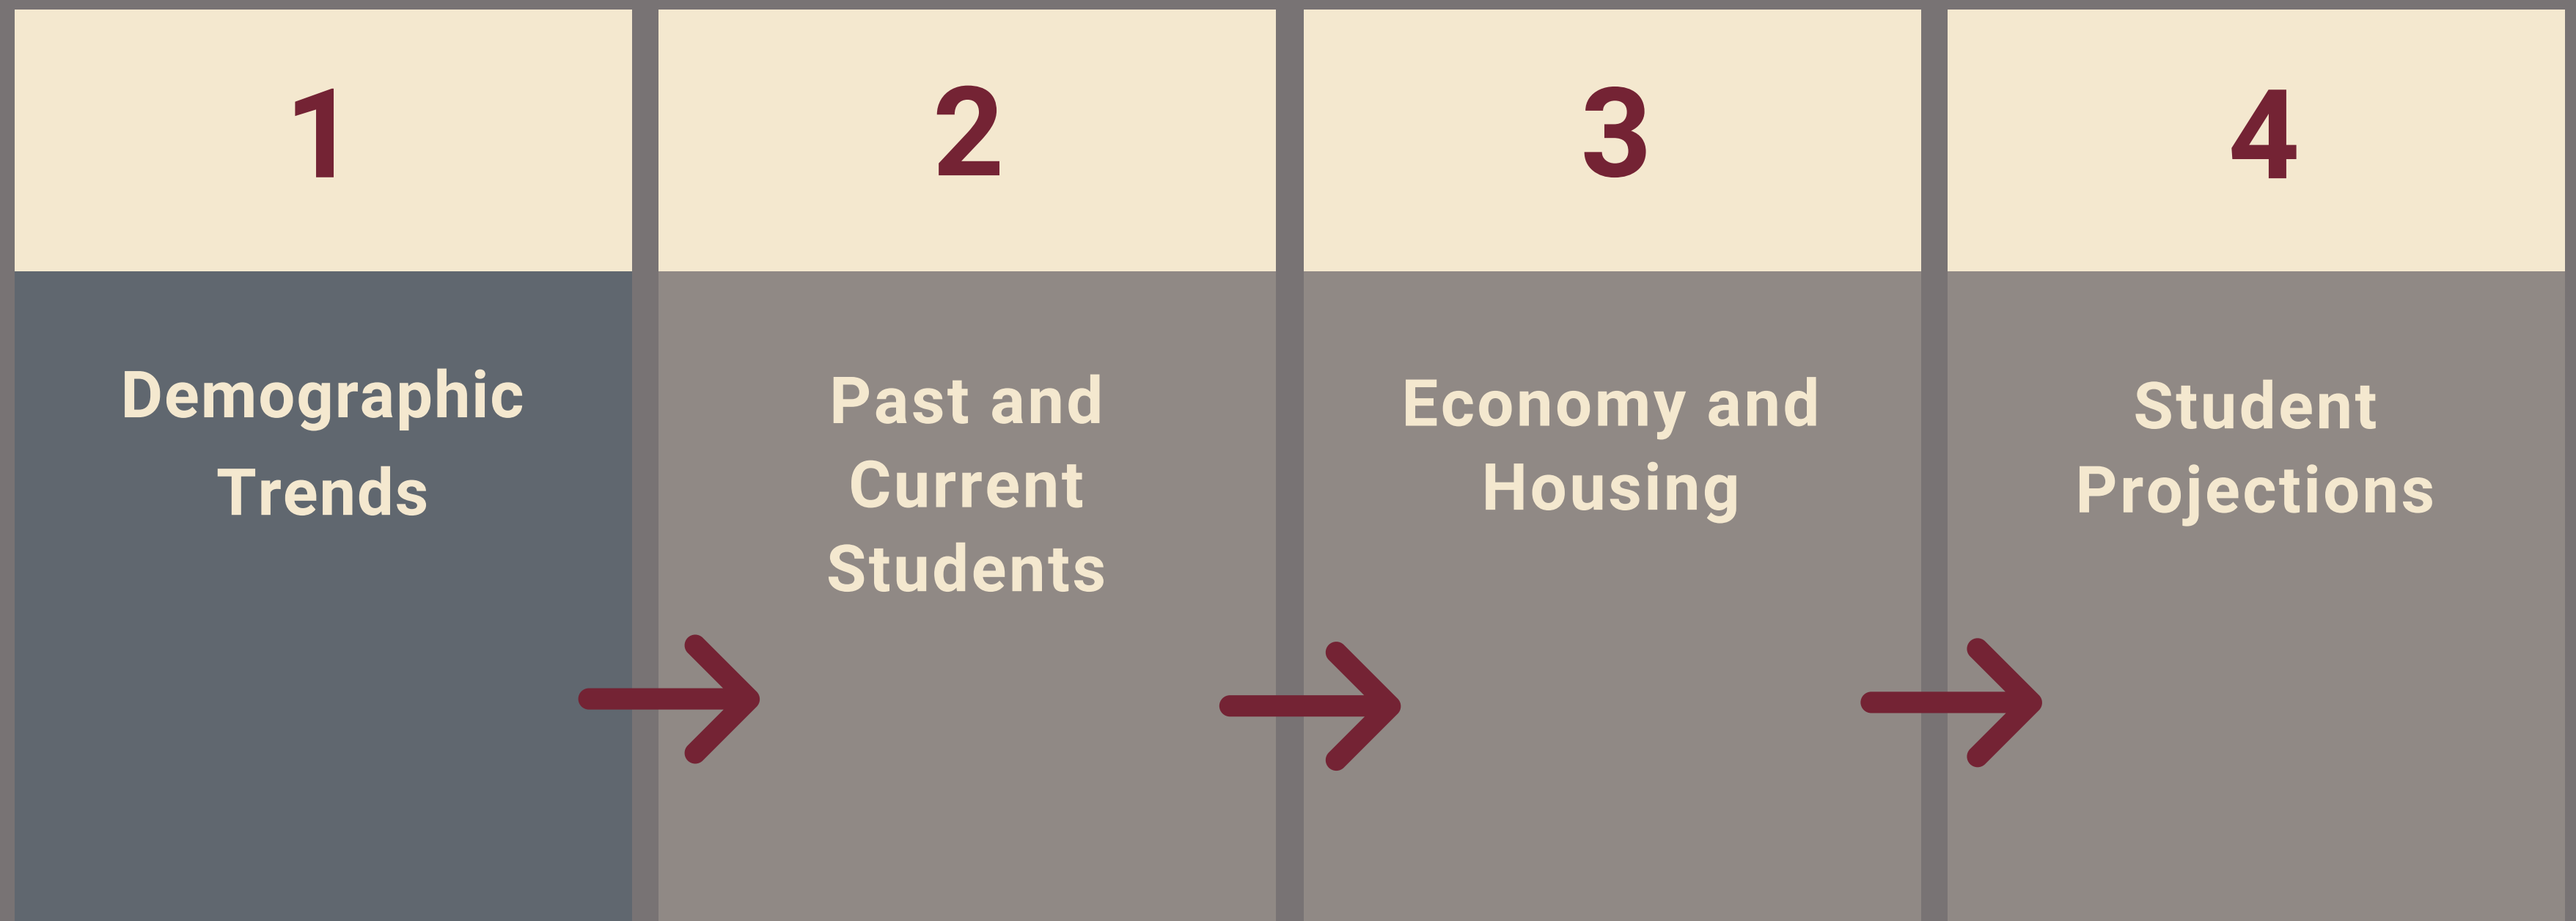 1
Demographic
Trends
2
Past and
Current
Students
3
Economy and
Housing
4
Student
Projections